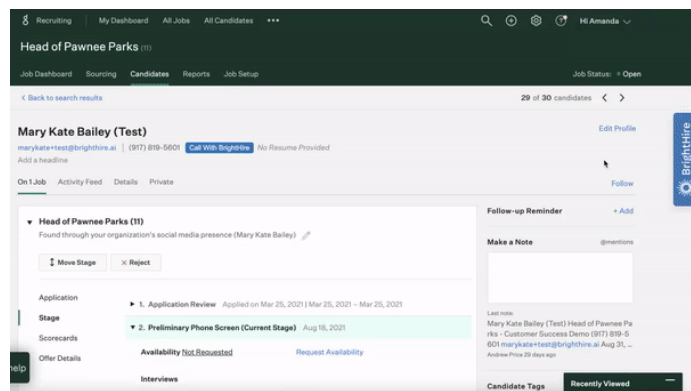 Recruiting My Dashboard All Jobs All Candidates ••• Hi Amanda
Head of Pawnee Parks (11)
Job Dashboard Sourcing Candidates Reports Job Setup Job Status: Open
< Back to search results 29 of 30 candidates < >
Mary Kate Bailey (Test) Edit Profile
marykate+test@brighthire.ai | (917) 819-5601 Call With BrightHire No Resume Provided
Add a headline
BrightHire
On 1 Job Activity Feed Details Private Follow
Head of Pawnee Parks (11)
Found through your organization's social media presence (Mary Kate Bailey)
Move Stage × Reject
Application
Stage
Scorecards
Offer Details
1. Application Review Applied on Mar 25, 2021 | Mar 25, 2021 – Mar 25, 2021
2. Preliminary Phone Screen (Current Stage) Aug 18, 2021
Availability Not Requested Request Availability
Interviews
Follow-up Reminder + Add
Make a Note @mentions
Last note:
Mary Kate Bailey (Test) Head of Pawnee Pa
rks - Customer Success Demo (917) 819-5
601 marykate+test@brighthire.ai Aug 31, ...
Andrew Price 29 days ago
Candidate Tags
Recently Viewed
help